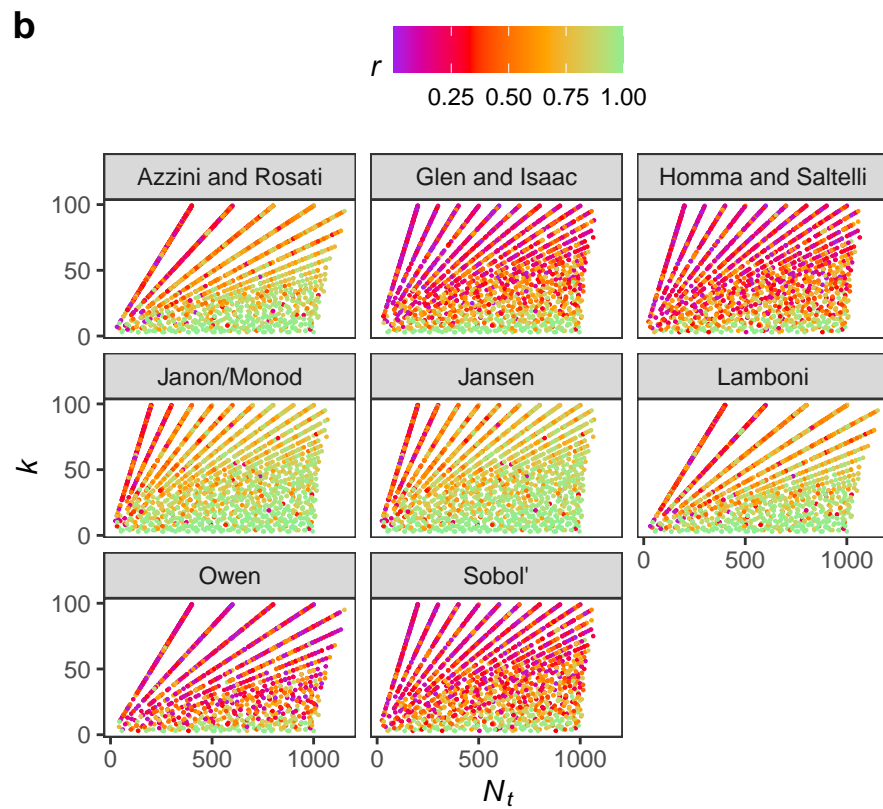 b
r
0.25 0.50 0.75 1.00
Azzini and Rosati Glen and Isaac Homma and Saltelli
100
50
0
Janon/Monod Jansen Lamboni
100
50
0
k
0 500 1000
Owen Sobol'
100
50
0
0 500 1000 0 500 1000
N_t